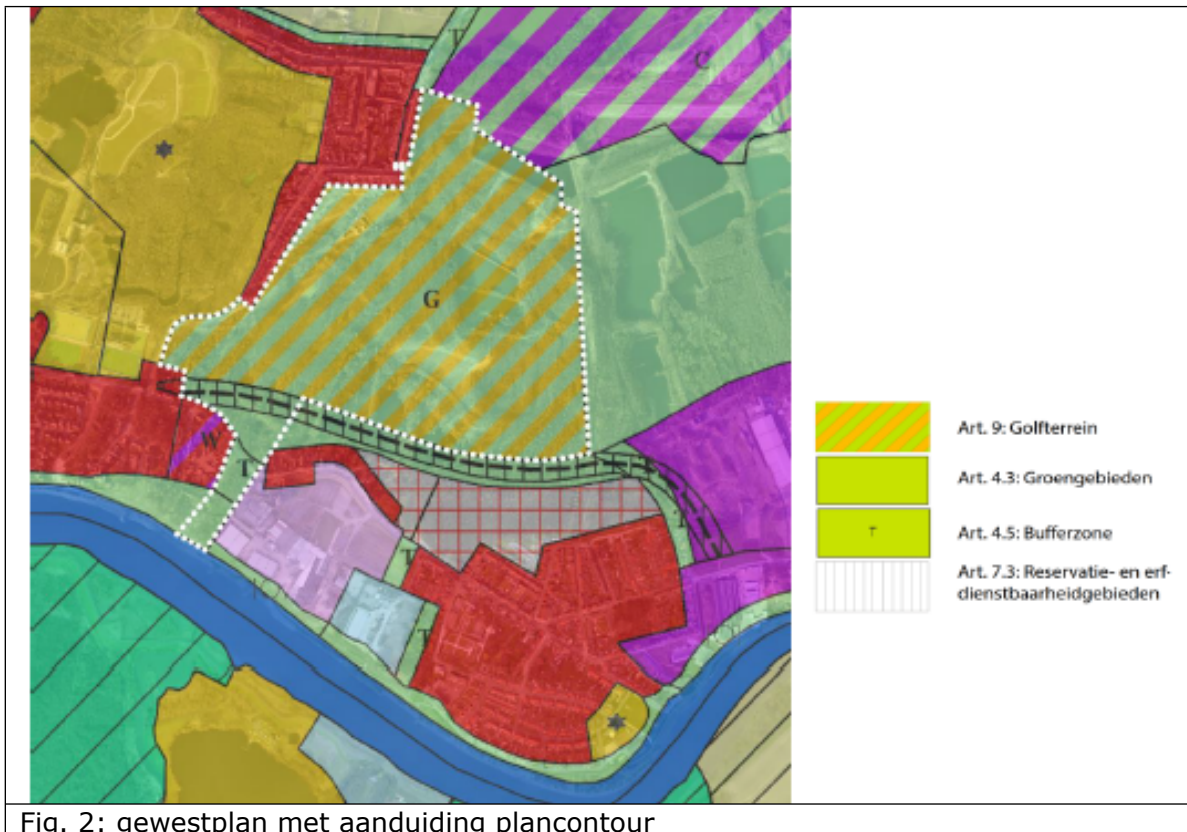 T
C
G
W
T
T
T
T
Art. 9: Golfterrein
Art. 4.3: Groengebieden
T
Art. 4.5: Bufferzone
Art. 7.3: Reservatie- en erf-
dienstbaarheidgebieden
Fig. 2: gewestplan met aanduiding plancontour